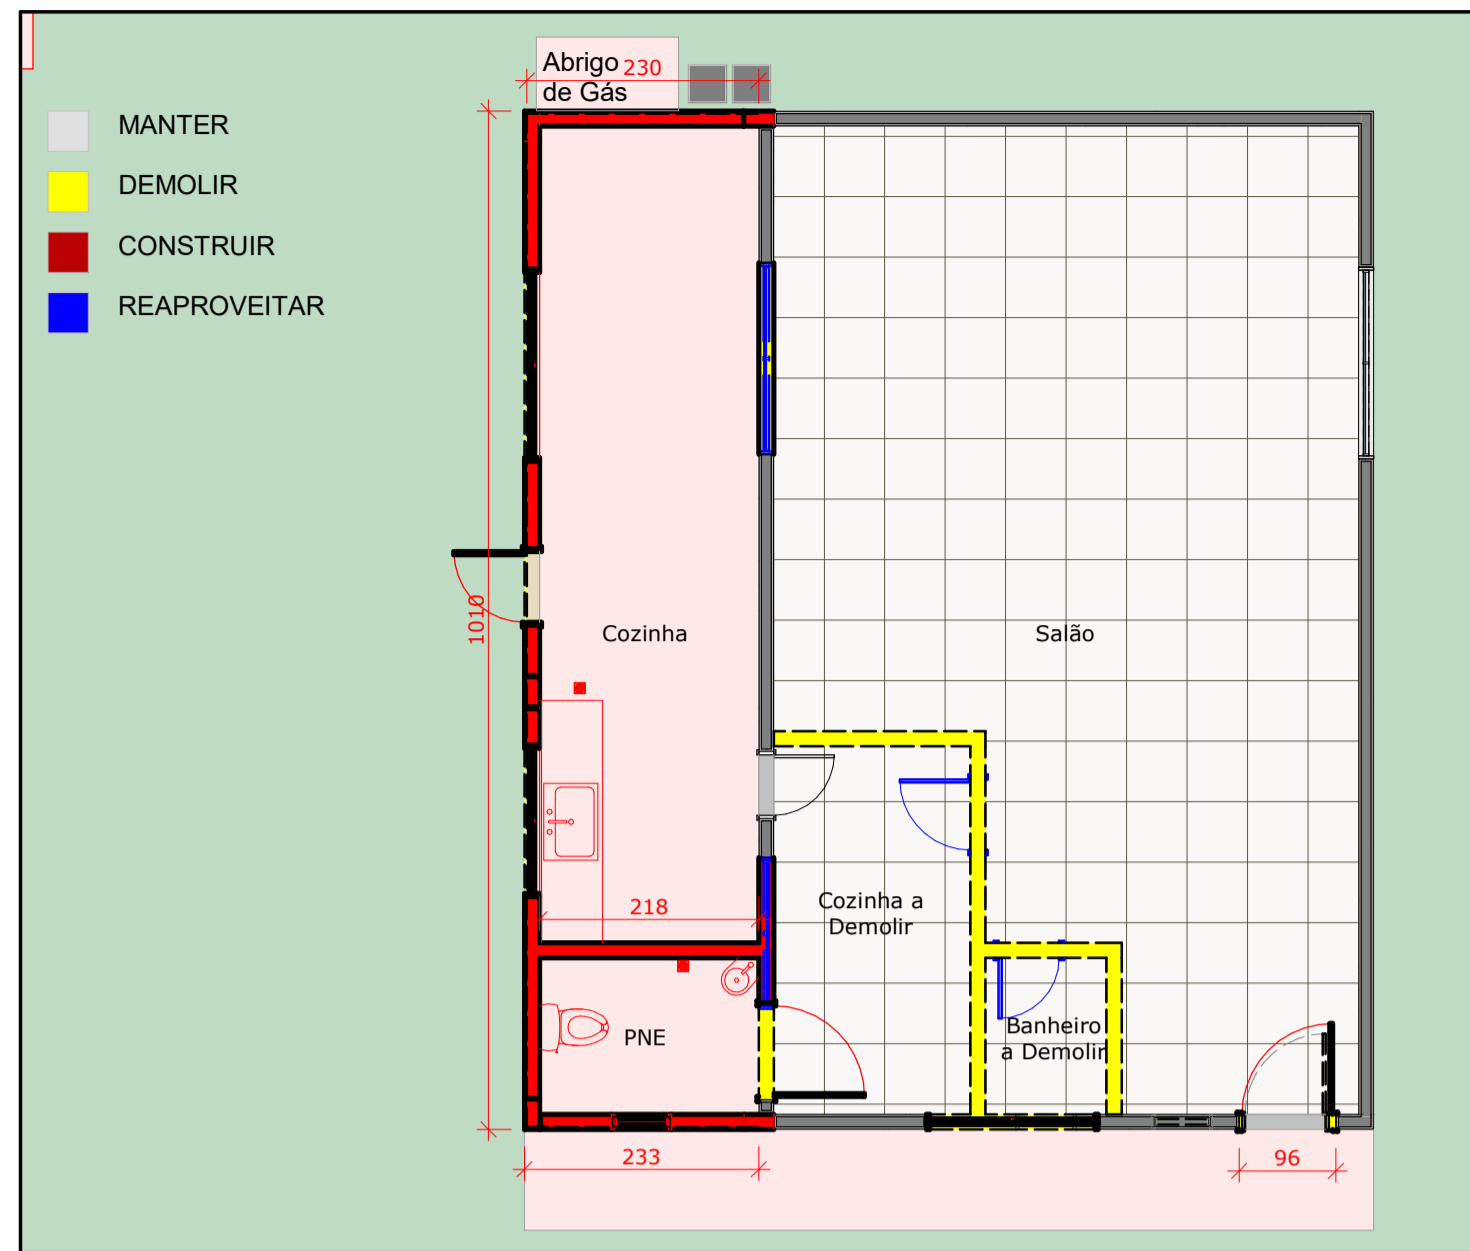 Abrigo
de Gás
230
MANTER
DEMOLIR
CONSTRUIR
REAPROVEITAR
1010
Cozinha
Salão
218
Cozinha a
Demolir
PNE
Banheiro
a Demolir
233
96